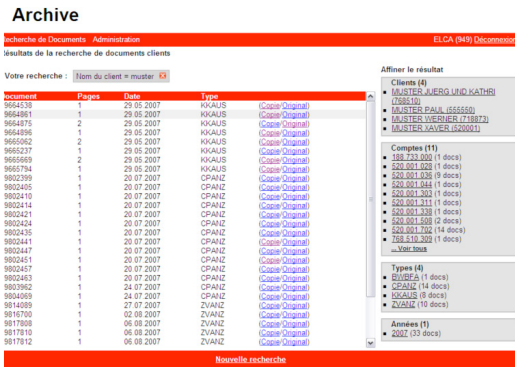 Archive
Recherche de Documents Administration ELCA (949) Déconnexion
Résultats de la recherche de documents clients
Votre recherche : Nom du client = muster
Document Pages Date Type
9664538 1 29.05.2007 KKAUS (Copie/Original)
9664861 1 29.05.2007 KKAUS (Copie/Original)
9664875 2 29.05.2007 KKAUS (Copie/Original)
9664896 1 29.05.2007 KKAUS (Copie/Original)
9665062 2 29.05.2007 KKAUS (Copie/Original)
9665237 1 29.05.2007 KKAUS (Copie/Original)
9665669 2 29.05.2007 KKAUS (Copie/Original)
9665794 1 29.05.2007 KKAUS (Copie/Original)
9802399 1 20.07.2007 CPANZ (Copie/Original)
9802405 1 20.07.2007 CPANZ (Copie/Original)
9802410 1 20.07.2007 CPANZ (Copie/Original)
9802414 1 20.07.2007 CPANZ (Copie/Original)
9802421 1 20.07.2007 CPANZ (Copie/Original)
9802424 1 20.07.2007 CPANZ (Copie/Original)
9802435 1 20.07.2007 CPANZ (Copie/Original)
9802441 1 20.07.2007 CPANZ (Copie/Original)
9802447 1 20.07.2007 CPANZ (Copie/Original)
9802451 1 20.07.2007 CPANZ (Copie/Original)
9802457 1 20.07.2007 CPANZ (Copie/Original)
9802463 1 20.07.2007 CPANZ (Copie/Original)
9803962 1 24.07.2007 CPANZ (Copie/Original)
9804069 1 24.07.2007 CPANZ (Copie/Original)
9814089 1 27.07.2007 ZVANZ (Copie/Original)
9816700 1 02.08.2007 ZVANZ (Copie/Original)
9817808 1 06.08.2007 ZVANZ (Copie/Original)
9817810 1 06.08.2007 ZVANZ (Copie/Original)
9817812 1 06.08.2007 ZVANZ (Copie/Original)
Affiner le résultat
Clients (4)
MUSTER JUERG UND KATHRI
(768510)
MUSTER PAUL (555550)
MUSTER WERNER (718873)
MUSTER XAVER (520001)
Comptes (11)
188.733.000 (1 docs)
520.001.028 (1 docs)
520.001.036 (9 docs)
520.001.044 (1 docs)
520.001.303 (1 docs)
520.001.311 (1 docs)
520.001.338 (1 docs)
520.001.508 (2 docs)
520.001.702 (14 docs)
768.510.309 (1 docs)
... Voir tous
Types (4)
BWBFA (1 docs)
CPANZ (14 docs)
KKAUS (8 docs)
ZVANZ (10 docs)
Années (1)
2007 (33 docs)
Nouvelle recherche